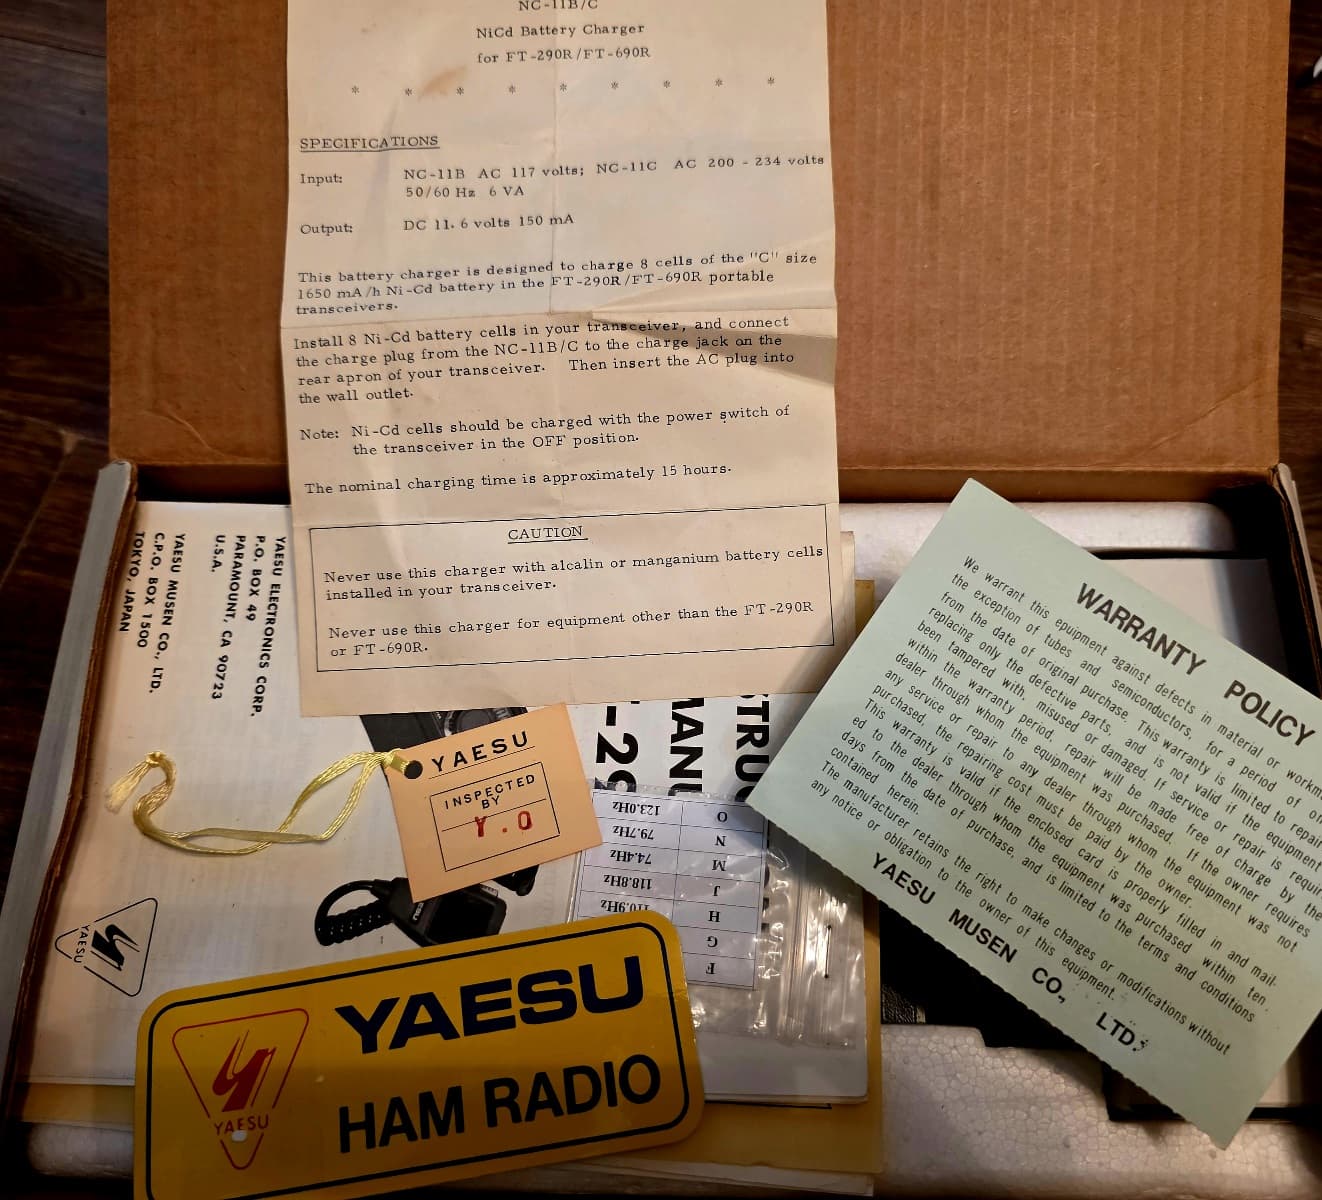 NC-11B/C
NiCd Battery Charger
for FT-290R/FT-690R
* * * * * * * * *
SPECIFICATIONS
Input: NC-11B AC 117 volts; NC-11C AC 200 - 234 volts
50/60 Hz 6 VA
Output: DC 11.6 volts 150 mA
This battery charger is designed to charge 8 cells of the "C" size
1650 mA/h Ni-Cd battery in the FT-290R/FT-690R portable
transceivers.
Install 8 Ni-Cd battery cells in your transceiver, and connect
the charge plug from the NC-11B/C to the charge jack on the
rear apron of your transceiver. Then insert the AC plug into
the wall outlet.
Note: Ni-Cd cells should be charged with the power switch of
the transceiver in the OFF position.
The nominal charging time is approximately 15 hours.
CAUTION
Never use this charger with alcalin or manganium battery cells
installed in your transceiver.
Never use this charger for equipment other than the FT-290R
or FT-690R.
YAESU ELECTRONICS CORP.
P.O. BOX 49
PARAMOUNT, CA 90723
U.S.A.
YAESU MUSEN CO., LTD.
C.P.O. BOX 1500
TOKYO, JAPAN
YAESU
YAESU
INSPECTED
BY
Y.O
O 123.0Hz
N 79.7Hz
M 74.4Hz
J 118.8Hz
H 110.9Hz
G
F
WARRANTY POLICY
We warrant this equipment against defects in material or
the exception of tubes and semiconductors, for a period of
from the date of original purchase. This warranty is limited to
replacing only the defective parts, and is not valid if the equipment
been tampered with, misused or damaged. If service or repair is
within the warranty period, repair will be made free of charge by the
dealer through whom the equipment was purchased. If the owner requires
any service or repair to any dealer through whom the equipment was not
purchased, the repairing cost must be paid by the owner.
This warranty is valid if the enclosed card is properly filled in and mail-
ed to the dealer through whom the equipment was purchased within ten
days from the date of purchase, and is limited to the terms and conditions
contained herein.
The manufacturer retains the right to make changes or modifications without
any notice or obligation to the owner of this equipment.
YAESU MUSEN CO., LTD.
YAESU
YAESU
HAM RADIO